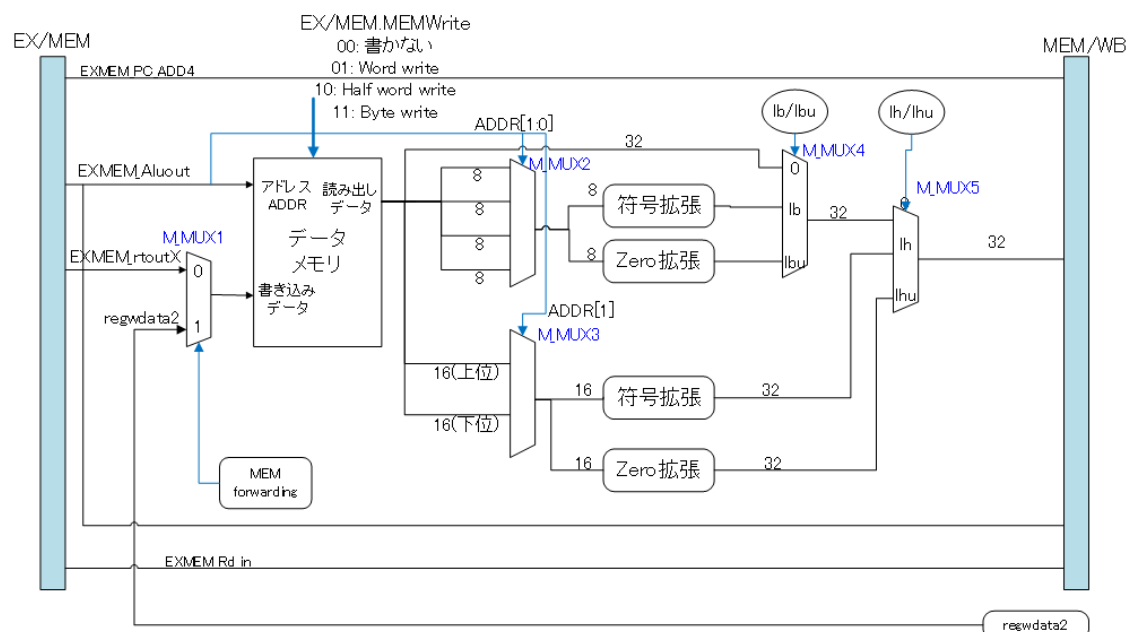 EX/MEM.MEMWrite
00: 書かない
01: Word write
10: Half word write
11: Byte write
EX/MEM
MEM/WB
EXMEM PC ADD4
ADDR[1:0]
32
lb/lbu
lh/lhu
M_MUX2
M_MUX4
M_MUX5
EXMEM_Aluout
アドレス
ADDR
読み出し
データ
データ
メモリ
書き込み
データ
8
8
8
8
8
符号拡張
8
Zero拡張
0
lb
lbu
32
0
lh
lhu
32
M_MUX1
EXMEM_rtoutX
0
regwdata2
1
ADDR[1]
M_MUX3
16(上位)
16(下位)
16
符号拡張
32
16
Zero拡張
32
MEM
forwarding
EXMEM Rd in
regwdata2